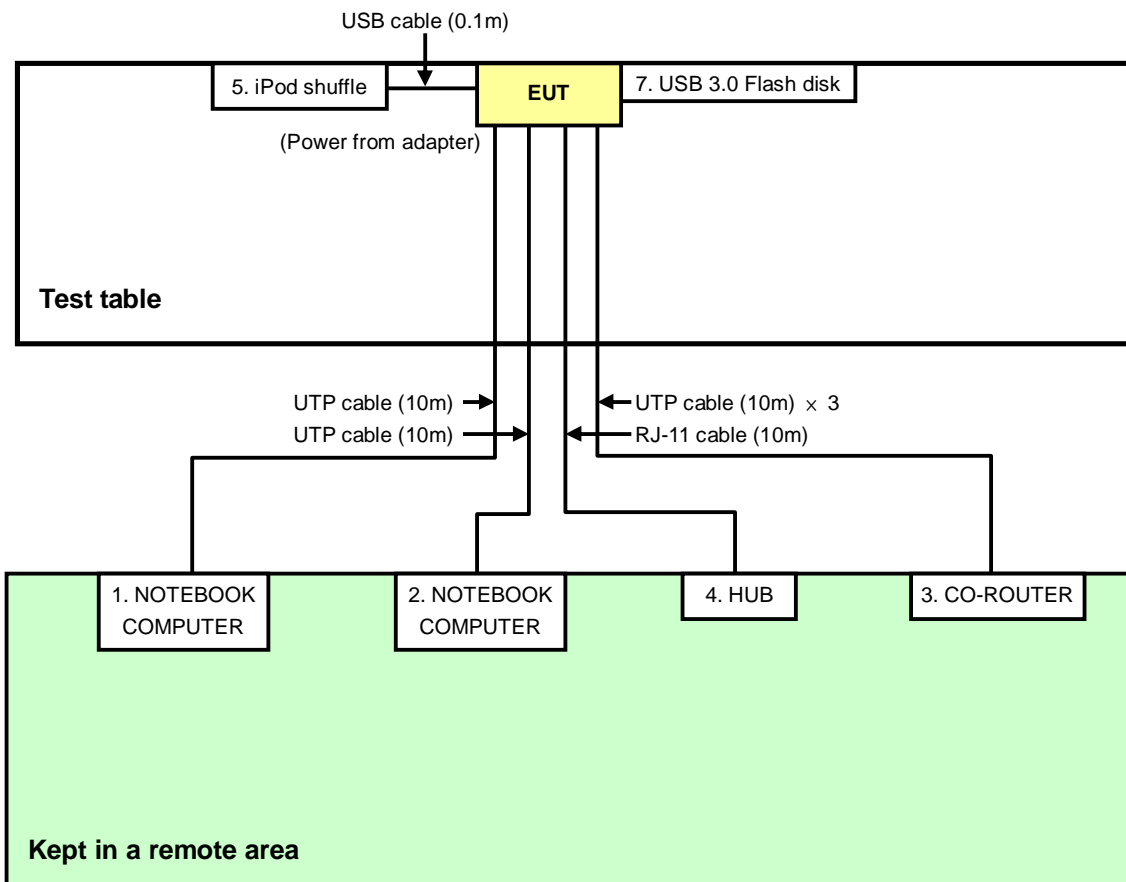 USB cable (0.1m)
5. iPod shuffle
EUT
7. USB 3.0 Flash disk
(Power from adapter)
Test table
UTP cable (10m)
UTP cable (10m) × 3
UTP cable (10m)
RJ-11 cable (10m)
1. NOTEBOOK
COMPUTER
2. NOTEBOOK
COMPUTER
4. HUB
3. CO-ROUTER
Kept in a remote area